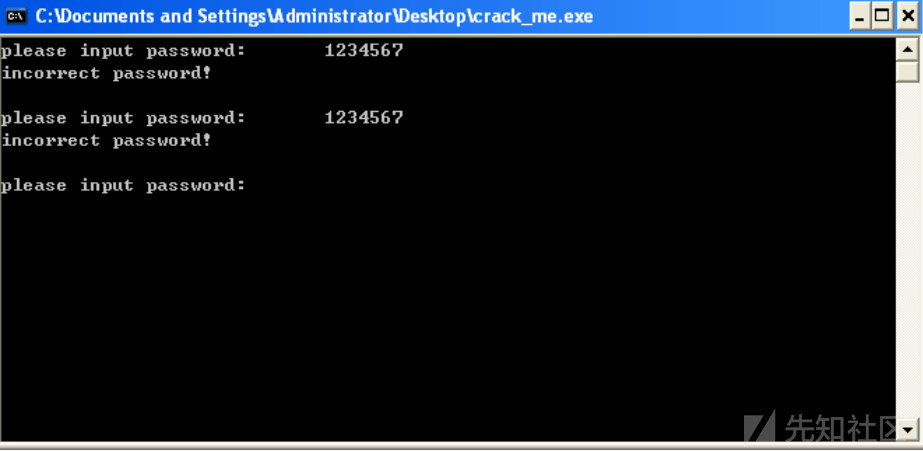 C:\Documents and Settings\Administrator\Desktop\crack_me.exe
please input password: 1234567
incorrect password!
please input password: 1234567
incorrect password!
please input password:
先知社区